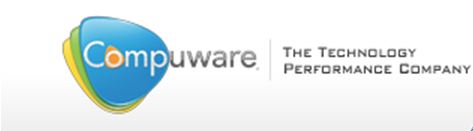 Compuware
THE TECHNOLOGY
PERFORMANCE COMPANY